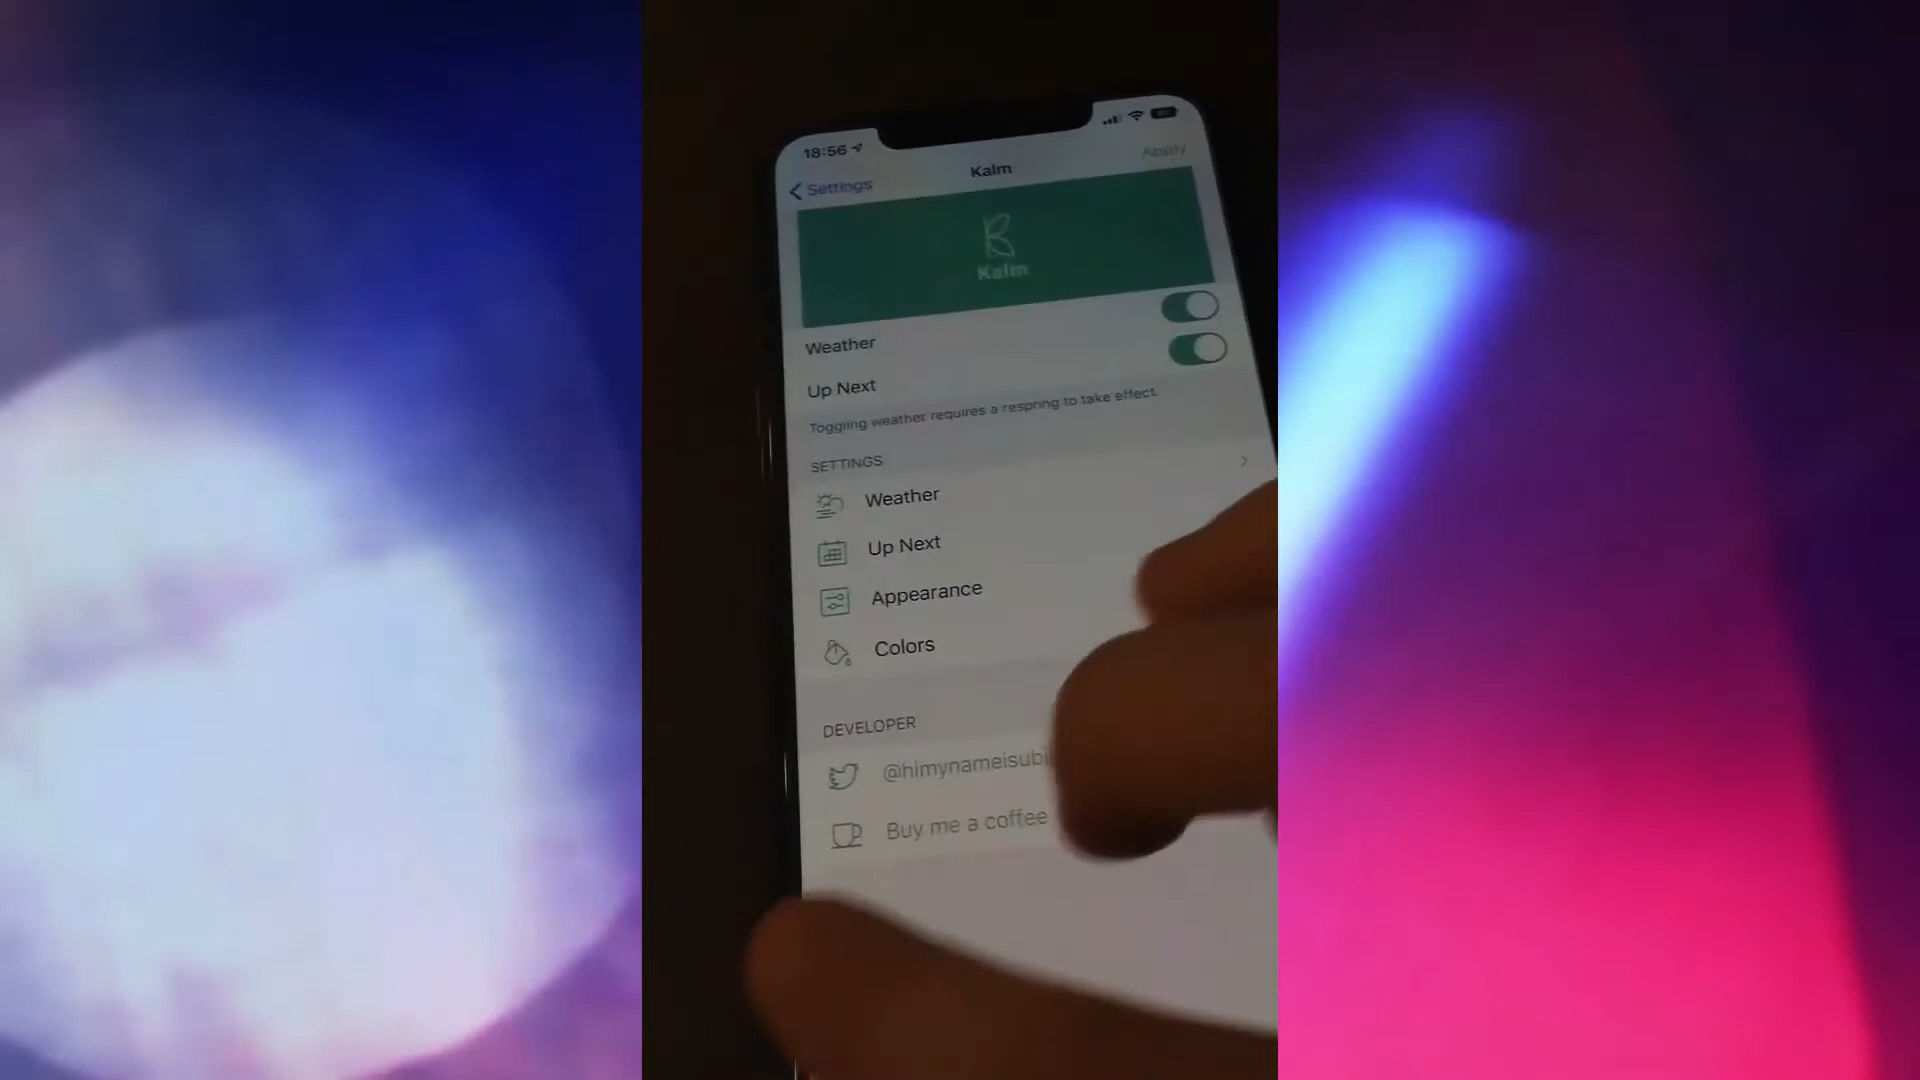 18:56
Settings
Kalm
Apply
Kalm
Weather
Up Next
Toggling weather requires a respring to take effect.
SETTINGS
Weather
Up Next
Appearance
Colors
DEVELOPER
@himynameisubi
Buy me a coffee